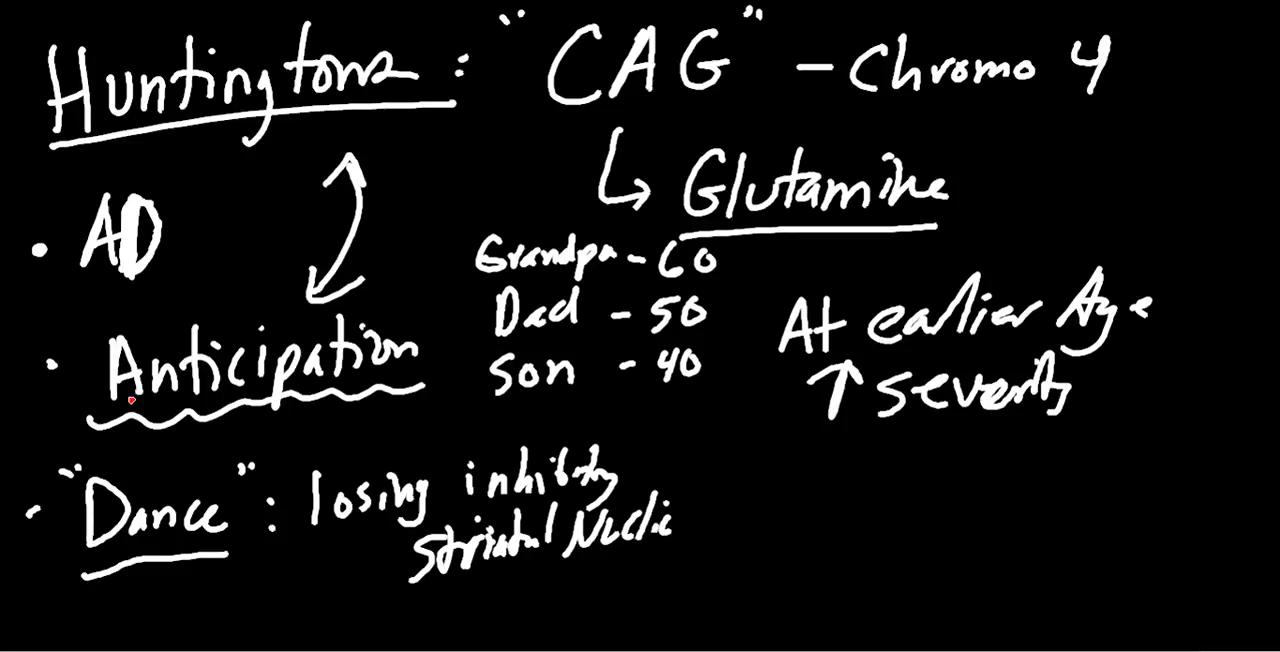 Huntingtons : "CAG" - Chromo 4
↳ Glutamine
• AD
Grandpa - 60
Dad - 50
Son - 40
At earlier Age
↑ severity
• Anticipation
• "Dance" : losing inhibitory
striatal Nuclie